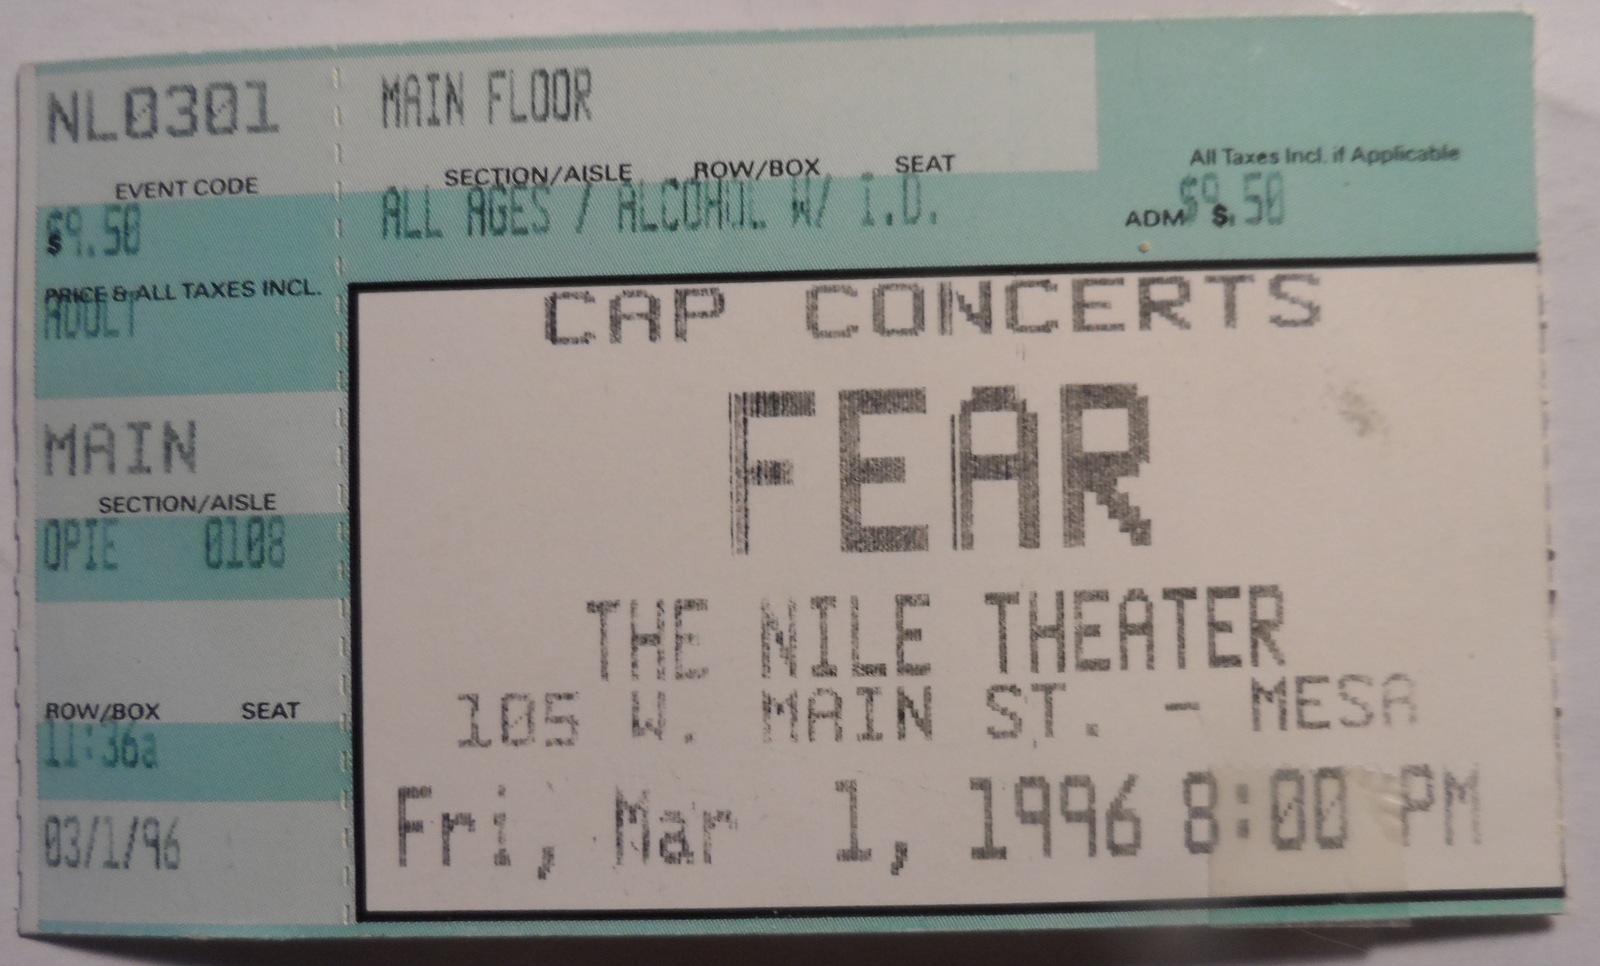 NL0301
EVENT CODE
$9.50
$
PRICE & ALL TAXES INCL.
ADULT
MAIN
SECTION/AISLE
OPIE 0108
ROW/BOX SEAT
11:36a
03/1/96
MAIN FLOOR
SECTION/AISLE ROW/BOX SEAT
ALL AGES / ALCOHOL W/ I.D.
All Taxes Incl. if Applicable
ADM $ $9.50
CAP CONCERTS
FEAR
THE NILE THEATER
105 W. MAIN ST. - MESA
Fri, Mar 1, 1996 8:00 PM